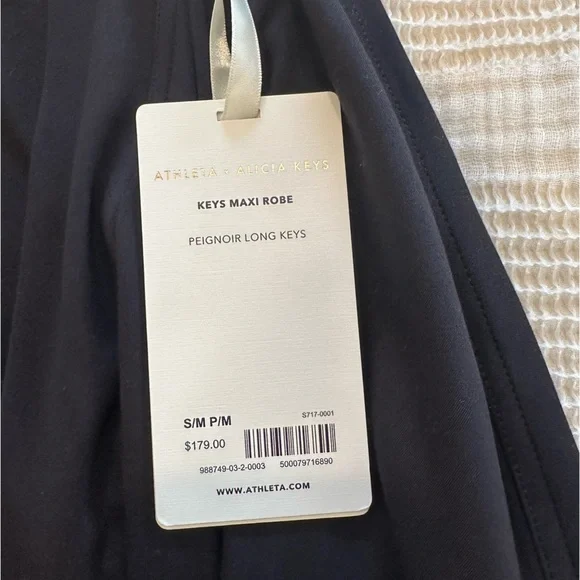 ATHLETA + ALICIA KEYS
KEYS MAXI ROBE
PEIGNOIR LONG KEYS
S717-0001
S/M P/M
$179.00
988749-03-2-0003 500079716890
WWW.ATHLETA.COM